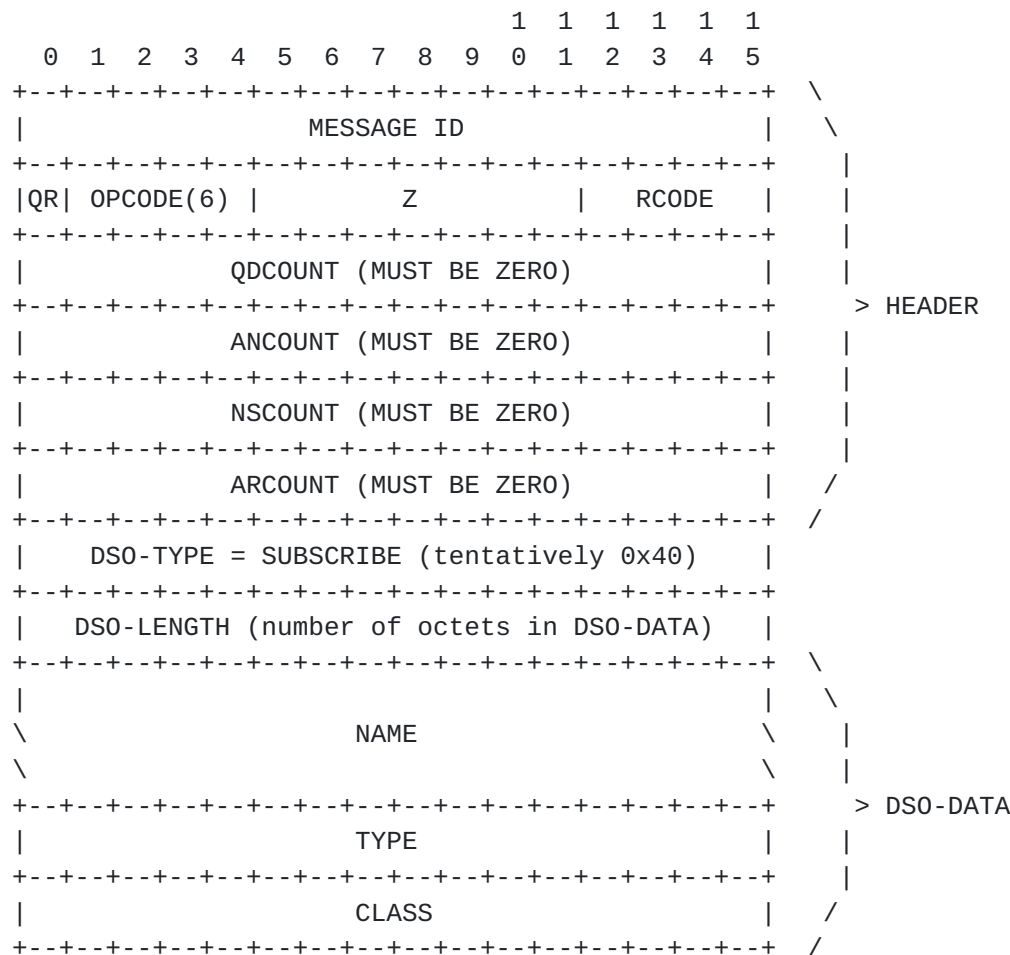 1  1  1  1  1  1
  0  1  2  3  4  5  6  7  8  9  0  1  2  3  4  5
+--+--+--+--+--+--+--+--+--+--+--+--+--+--+--+--+  \
|                  MESSAGE ID                   |   \
+--+--+--+--+--+--+--+--+--+--+--+--+--+--+--+--+    |
|QR| OPCODE(6) |         Z          |   RCODE   |    |
+--+--+--+--+--+--+--+--+--+--+--+--+--+--+--+--+    |
|             QDCOUNT (MUST BE ZERO)            |    |
+--+--+--+--+--+--+--+--+--+--+--+--+--+--+--+--+     > HEADER
|             ANCOUNT (MUST BE ZERO)            |    |
+--+--+--+--+--+--+--+--+--+--+--+--+--+--+--+--+    |
|             NSCOUNT (MUST BE ZERO)            |    |
+--+--+--+--+--+--+--+--+--+--+--+--+--+--+--+--+    |
|             ARCOUNT (MUST BE ZERO)            |   /
+--+--+--+--+--+--+--+--+--+--+--+--+--+--+--+--+  /
|    DSO-TYPE = SUBSCRIBE (tentatively 0x40)    |
+--+--+--+--+--+--+--+--+--+--+--+--+--+--+--+--+
|   DSO-LENGTH (number of octets in DSO-DATA)   |
+--+--+--+--+--+--+--+--+--+--+--+--+--+--+--+--+  \
|                                               |   \
\                     NAME                      \    |
\                                               \    |
+--+--+--+--+--+--+--+--+--+--+--+--+--+--+--+--+     > DSO-DATA
|                     TYPE                      |    |
+--+--+--+--+--+--+--+--+--+--+--+--+--+--+--+--+    |
|                     CLASS                     |   /
+--+--+--+--+--+--+--+--+--+--+--+--+--+--+--+--+  /